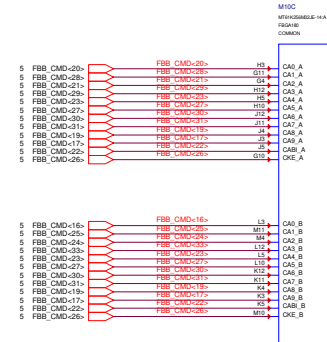 M10C
MT61K256M32JE-14:A
FBGA180
COMMON
5 FBB_CMD<20> FBB_CMD<20> H3 CA0_A
5 FBB_CMD<28> FBB_CMD<28> G11 CA1_A
5 FBB_CMD<21> FBB_CMD<21> G4 CA2_A
5 FBB_CMD<29> FBB_CMD<29> H12 CA3_A
5 FBB_CMD<23> FBB_CMD<23> H5 CA4_A
5 FBB_CMD<27> FBB_CMD<27> H10 CA5_A
5 FBB_CMD<30> FBB_CMD<30> J12 CA6_A
5 FBB_CMD<31> FBB_CMD<31> J11 CA7_A
5 FBB_CMD<19> FBB_CMD<19> J4 CA8_A
5 FBB_CMD<17> FBB_CMD<17> J3 CA9_A
5 FBB_CMD<22> FBB_CMD<22> J5 CABI_A
5 FBB_CMD<26> FBB_CMD<26> G10 CKE_A
5 FBB_CMD<16> FBB_CMD<16> L3 CA0_B
5 FBB_CMD<25> FBB_CMD<25> M11 CA1_B
5 FBB_CMD<24> FBB_CMD<24> M4 CA2_B
5 FBB_CMD<33> FBB_CMD<33> L12 CA3_B
5 FBB_CMD<23> FBB_CMD<23> L5 CA4_B
5 FBB_CMD<27> FBB_CMD<27> L10 CA5_B
5 FBB_CMD<30> FBB_CMD<30> K12 CA6_B
5 FBB_CMD<31> FBB_CMD<31> K11 CA7_B
5 FBB_CMD<19> FBB_CMD<19> K4 CA8_B
5 FBB_CMD<17> FBB_CMD<17> K3 CA9_B
5 FBB_CMD<22> FBB_CMD<22> K5 CABI_B
5 FBB_CMD<26> FBB_CMD<26> M10 CKE_B